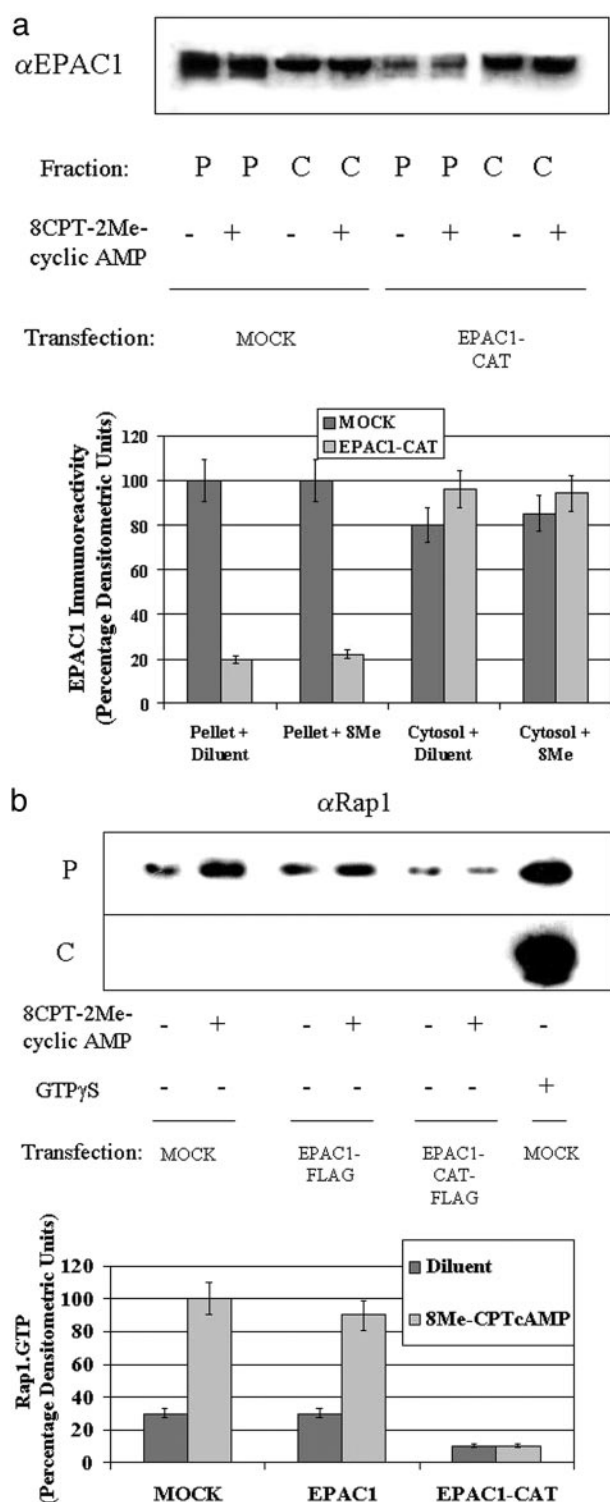 a
αEPAC1
Fraction: P P C C P P C C
8CPT-2Me-
cyclic AMP
- + - + - + - +
Transfection: MOCK EPAC1-
CAT
MOCK
EPAC1-CAT
EPAC1 Immunoreactivity
(Percentage Densitometric Units)
120
100
80
60
40
20
0
Pellet +
Diluent
Pellet + 8Me
Cytosol +
Diluent
Cytosol +
8Me
b
αRap1
P
C
8CPT-2Me-
cyclic AMP
- + - + - + -
GTPγS - - - - - - +
Transfection: MOCK EPAC1-
FLAG
EPAC1-
CAT-
FLAG
MOCK
Rap1.GTP
(Percentage Densitometric Units)
120
100
80
60
40
20
0
Diluent
8Me-CPTcAMP
MOCK EPAC1 EPAC1-CAT